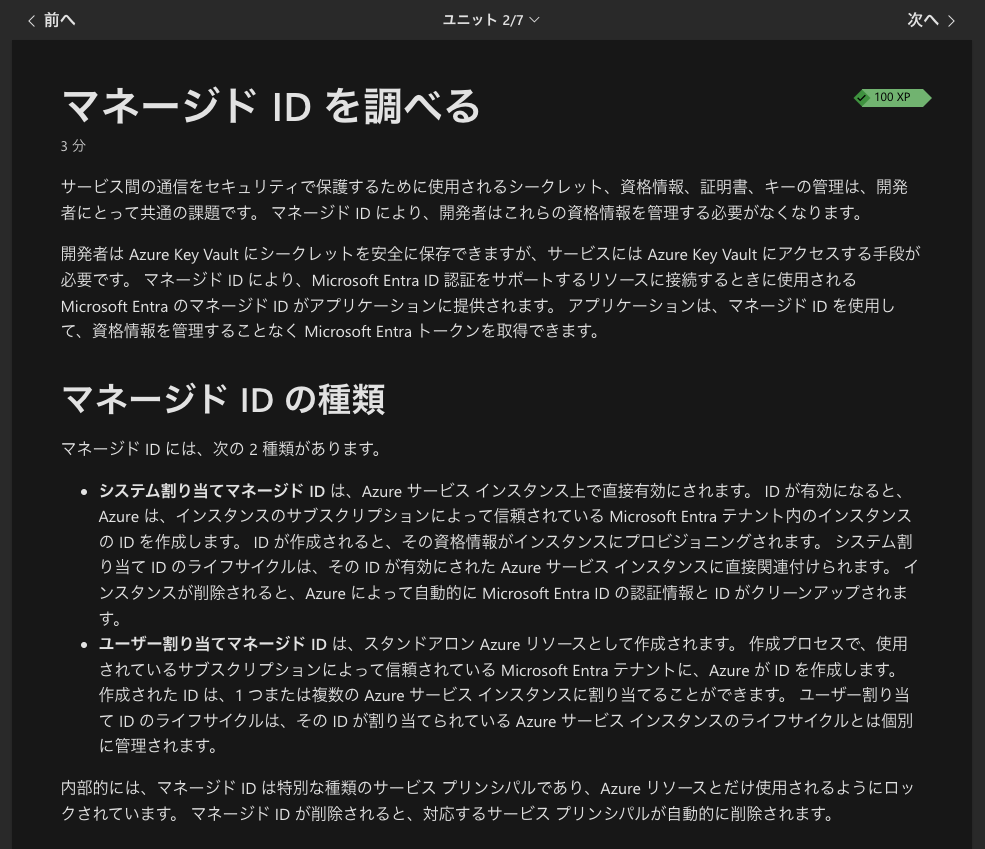 前へ
ユニット 2/7
次へ
マネージド ID を調べる
100 XP
3 分
サービス間の通信をセキュリティで保護するために使用されるシークレット、資格情報、証明書、キーの管理は、開発
者にとって共通の課題です。 マネージド ID により、開発者はこれらの資格情報を管理する必要がなくなります。
開発者は Azure Key Vault にシークレットを安全に保存できますが、サービスには Azure Key Vault にアクセスする手段が
必要です。 マネージド ID により、Microsoft Entra ID 認証をサポートするリソースに接続するときに使用される
Microsoft Entra のマネージド ID がアプリケーションに提供されます。 アプリケーションは、マネージド ID を使用し
て、資格情報を管理することなく Microsoft Entra トークンを取得できます。
マネージド ID の種類
マネージド ID には、次の 2 種類があります。
• システム割り当てマネージド ID は、Azure サービス インスタンス上で直接有効にされます。 ID が有効になると、
Azure は、インスタンスのサブスクリプションによって信頼されている Microsoft Entra テナント内のインスタンス
の ID を作成します。 ID が作成されると、その資格情報がインスタンスにプロビジョニングされます。 システム割
り当て ID のライフサイクルは、その ID が有効にされた Azure サービス インスタンスに直接関連付けられます。 イ
ンスタンスが削除されると、Azure によって自動的に Microsoft Entra ID の認証情報と ID がクリーンアップされま
す。
• ユーザー割り当てマネージド ID は、スタンドアロン Azure リソースとして作成されます。 作成プロセスで、使用
されているサブスクリプションによって信頼されている Microsoft Entra テナントに、Azure が ID を作成します。
作成された ID は、1 つまたは複数の Azure サービス インスタンスに割り当てることができます。 ユーザー割り当
て ID のライフサイクルは、その ID が割り当てられている Azure サービス インスタンスのライフサイクルとは個別
に管理されます。
内部的には、マネージド ID は特別な種類のサービス プリンシパルであり、Azure リソースとだけ使用されるようにロッ
クされています。 マネージド ID が削除されると、対応するサービス プリンシパルが自動的に削除されます。